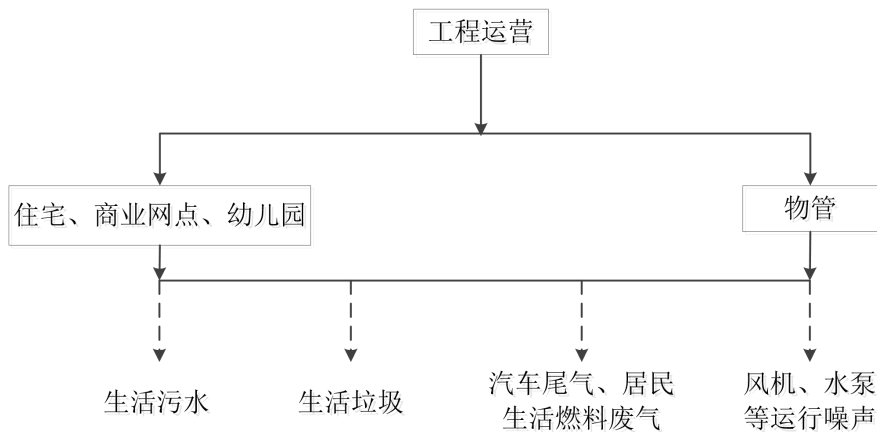 工程运营
住宅、商业网点、幼儿园
物管
生活污水
生活垃圾
汽车尾气、居民
生活燃料废气
风机、水泵
等运行噪声